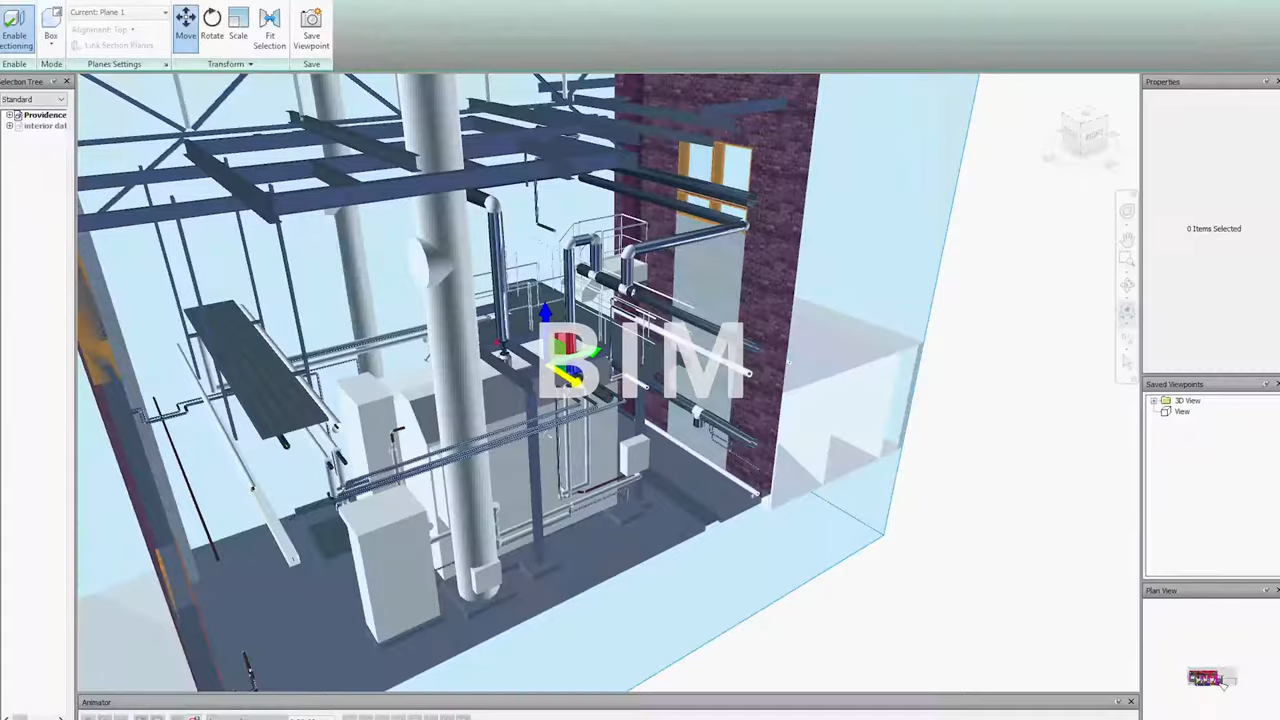 Current: Plane 1
Alignment: Top
Link Section Planes
Enable
Box
Move
Rotate
Scale
Fit
Selection
Save
Viewpoint
Enable
Mode
Planes Settings
Transform
Save
Selection Tree
Standard
Providence
interior dat
Properties
0 Items Selected
RIGHT
BIM
Saved Viewpoints
3D View
View
Plan View
Animator